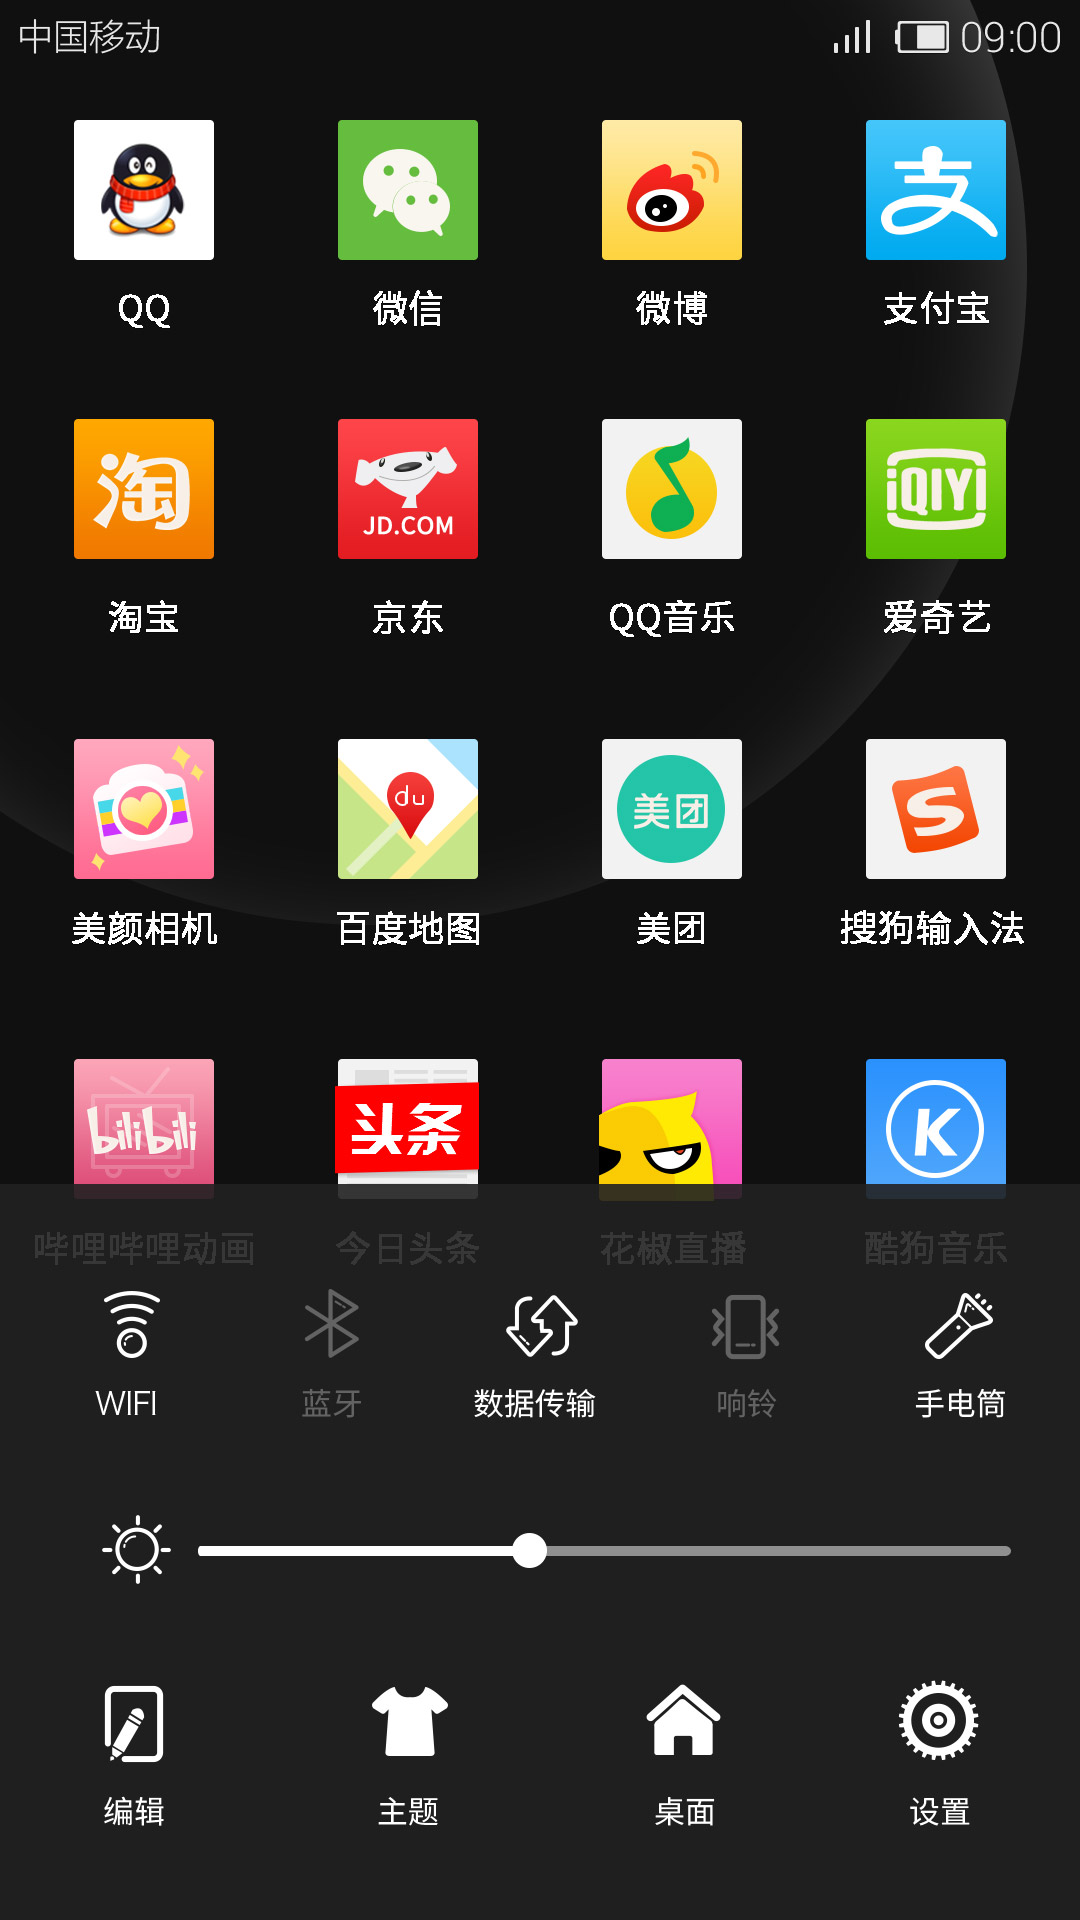 中国移动 09:00
支
QQ 微信 微博 支付宝
淘 JD.COM iQIYI
淘宝 京东 QQ音乐 爱奇艺
du 美团 S
美颜相机 百度地图 美团 搜狗输入法
bilibili 头条 K
哔哩哔哩动画 今日头条 花椒直播 酷狗音乐
WIFI 蓝牙 数据传输 响铃 手电筒
编辑 主题 桌面 设置